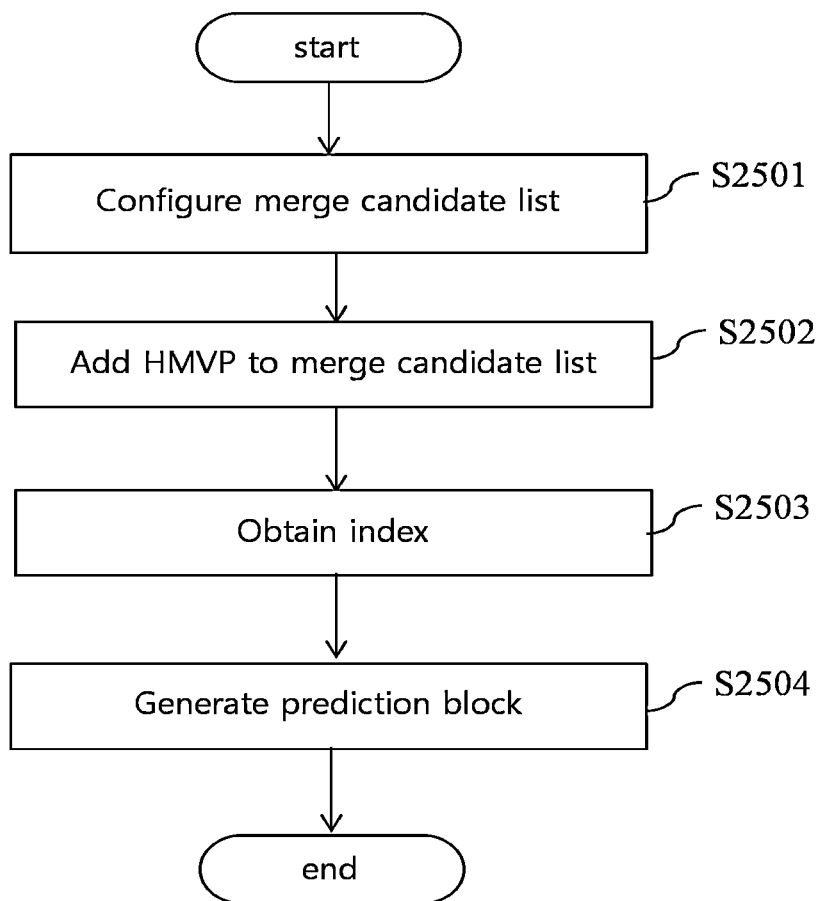 start
Configure merge candidate list
S2501
Add HMVP to merge candidate list
S2502
Obtain index
S2503
Generate prediction block
S2504
end